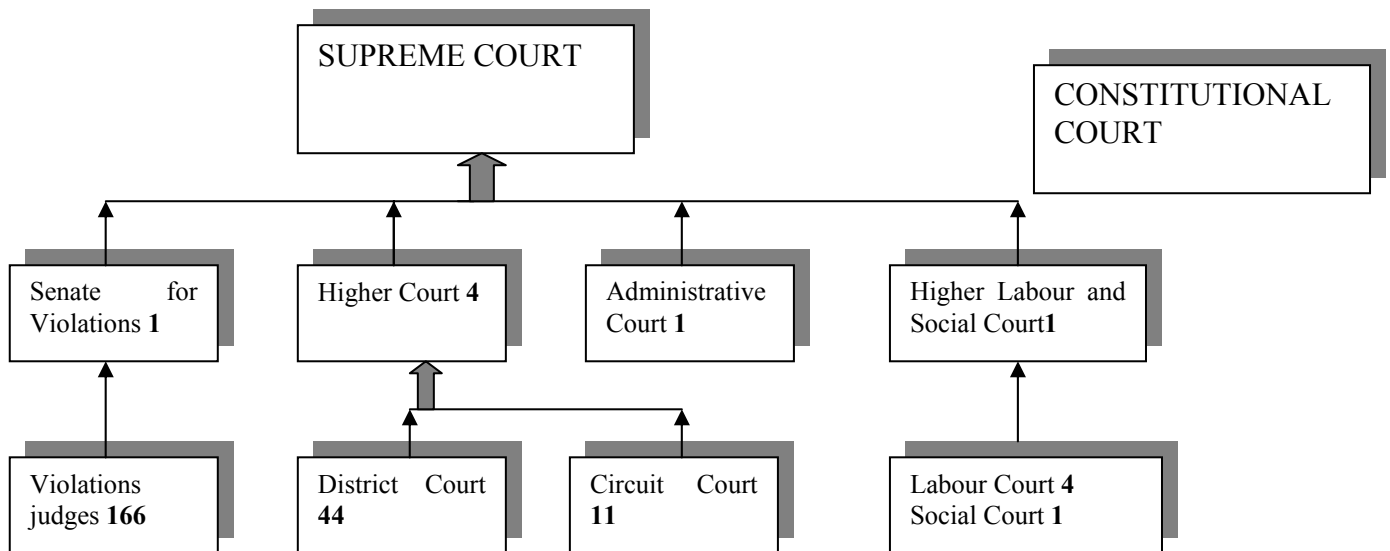 SUPREME COURT
CONSTITUTIONAL
COURT
Senate for
Violations 1
Higher Court 4
Administrative
Court 1
Higher Labour and
Social Court1
Violations
judges 166
District Court
44
Circuit Court
11
Labour Court 4
Social Court 1